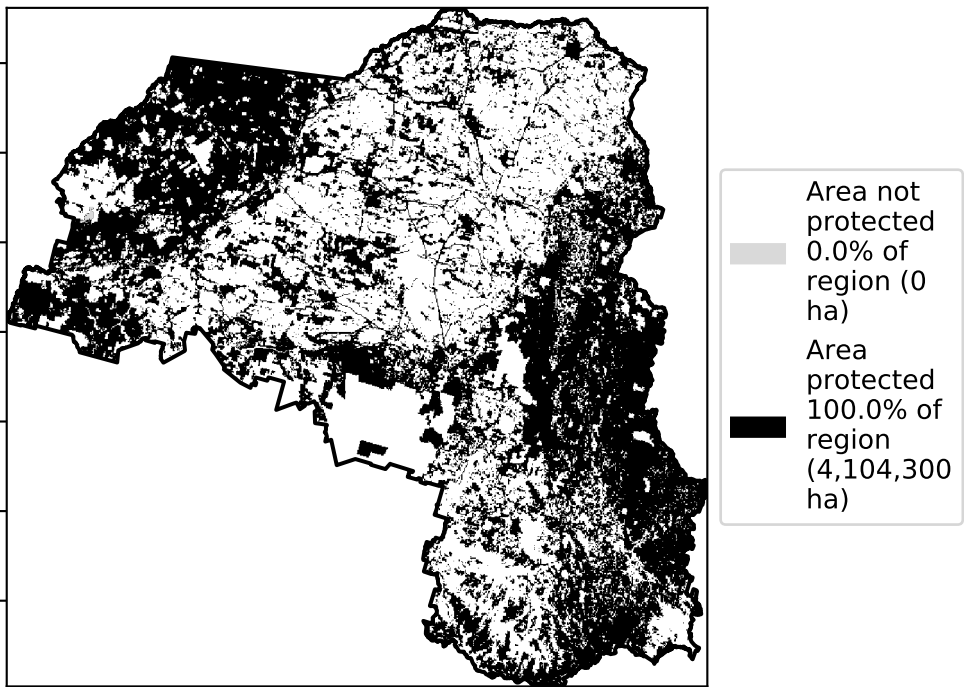 Area not
protected
0.0% of
region (0
ha)
Area
protected
100.0% of
region
(4,104,300
ha)